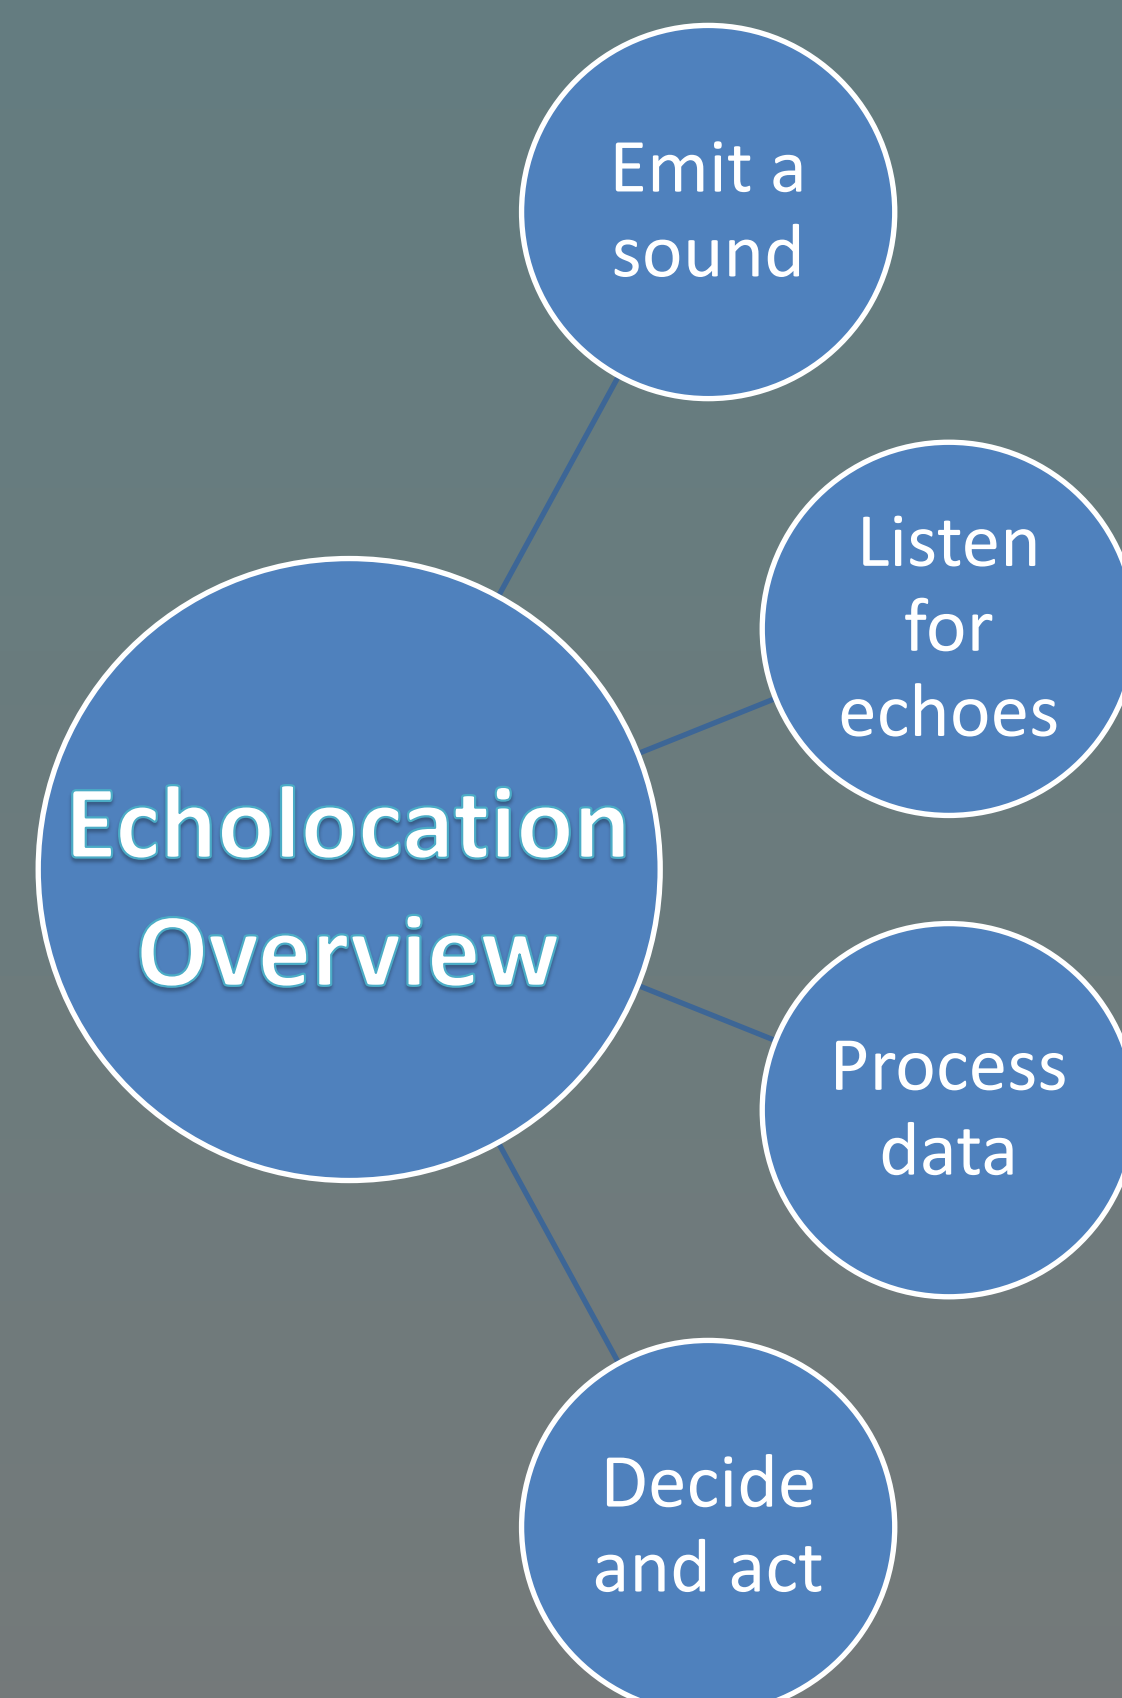 Emit a
sound
Listen
for
echoes
Echolocation
Overview
Process
data
Decide
and act